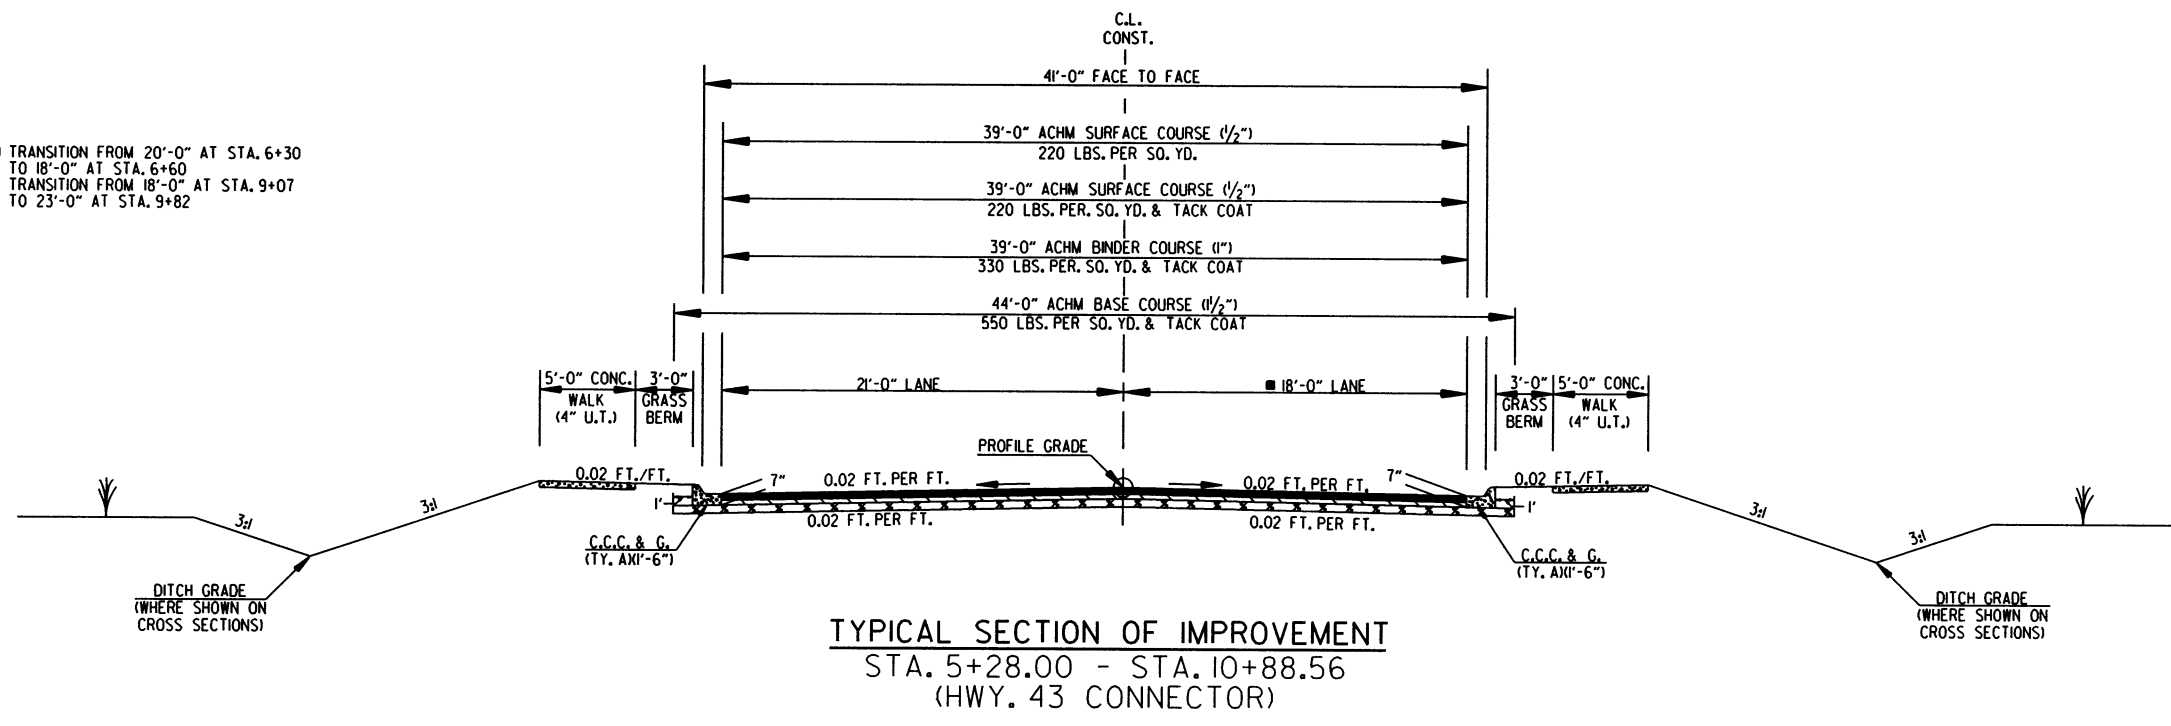 C.L.
CONST.
41'-0" FACE TO FACE
39'-0" ACHM SURFACE COURSE (1/2")
220 LBS. PER SQ. YD.
TRANSITION FROM 20'-0" AT STA. 6+30
TO 18'-0" AT STA. 6+60
TRANSITION FROM 18'-0" AT STA. 9+07
TO 23'-0" AT STA. 9+82
39'-0" ACHM SURFACE COURSE (1/2")
220 LBS. PER. SQ. YD. & TACK COAT
39'-0" ACHM BINDER COURSE (1")
330 LBS. PER. SQ. YD. & TACK COAT
44'-0" ACHM BASE COURSE (1 1/2")
550 LBS. PER SQ. YD. & TACK COAT
5'-0" CONC.
WALK
(4" U.T.)
3'-0"
GRASS
BERM
21'-0" LANE
■ 18'-0" LANE
3'-0"
GRASS
BERM
5'-0" CONC.
WALK
(4" U.T.)
PROFILE GRADE
0.02 FT./FT.
7"
0.02 FT. PER FT.
0.02 FT. PER FT.
7"
0.02 FT./FT.
3:1
3:1
1'
0.02 FT. PER FT.
0.02 FT. PER FT.
1'
3:1
3:1
C.C.C. & G.
(TY. A)(1'-6")
C.C.C. & G.
(TY. A)(1'-6")
DITCH GRADE
(WHERE SHOWN ON
CROSS SECTIONS)
DITCH GRADE
(WHERE SHOWN ON
CROSS SECTIONS)
TYPICAL SECTION OF IMPROVEMENT
STA. 5+28.00 - STA. 10+88.56
(HWY. 43 CONNECTOR)